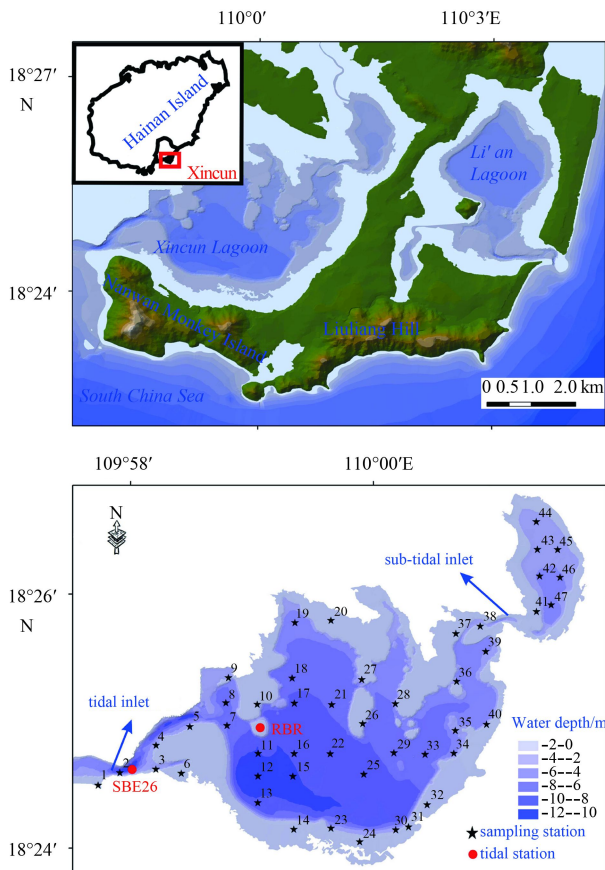 110°0′ 110°3′E
18°27′
N
Hainan Island
Xincun
Li' an
Lagoon
Xincun Lagoon
18°24′
Nanwan Monkey Island
Liuliang Hill
South China Sea
0 0.5 1.0 2.0 km
109°58′ 110°00′E
N
44
43 45
sub-tidal inlet
42 46
18°26′
41 47
N
19 20
37 38
39
9 18 27
36
tidal inlet
8 10 17 21 28
5 7 RBR 26 35 40
Water depth/m
4 11 16 22 29 33 34
-2--0
-4--2
1 2 3 6 12 15 25
-6--4
SBE26
-8--6
13 32
-10--8
-12--10
14 23 30 31
sampling station
24
18°24′
tidal station